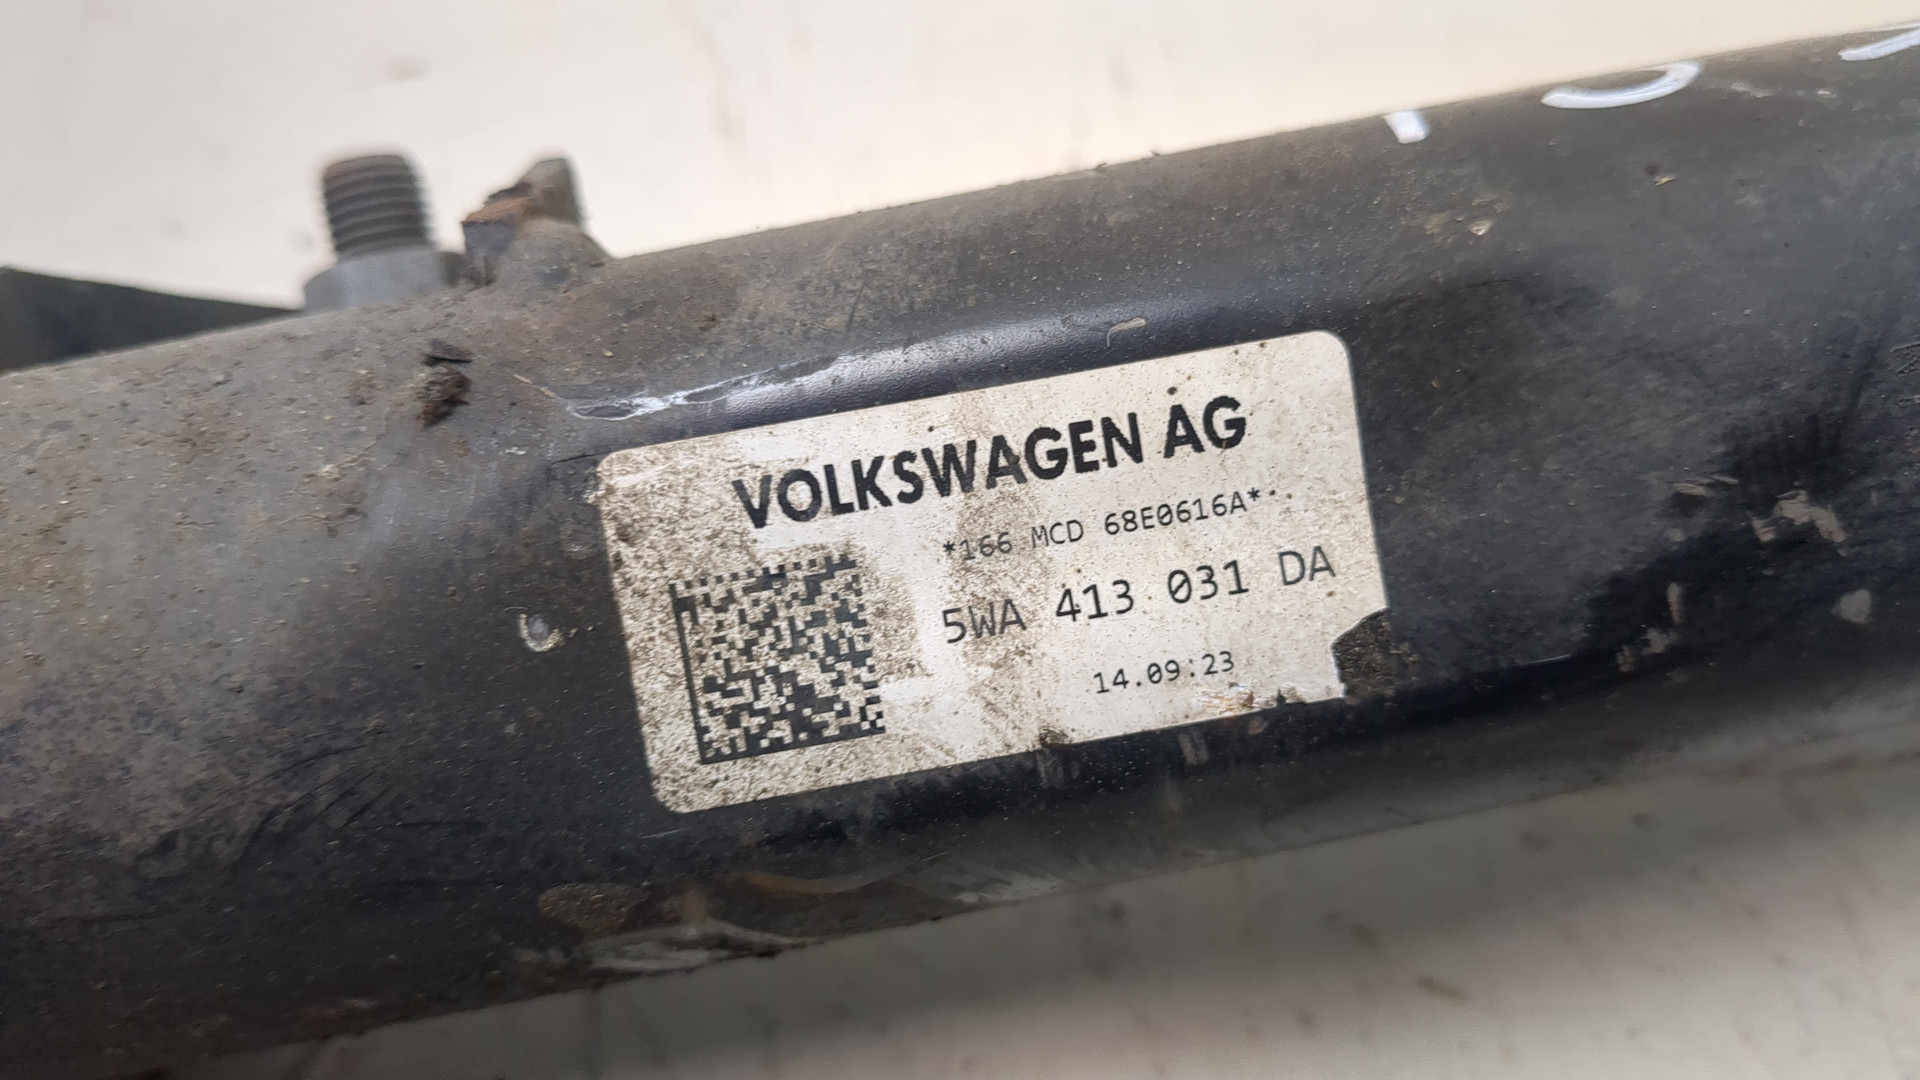 VOLKSWAGEN AG
*166 MCD 68E0616A*
5WA 413 031 DA
14.09:23